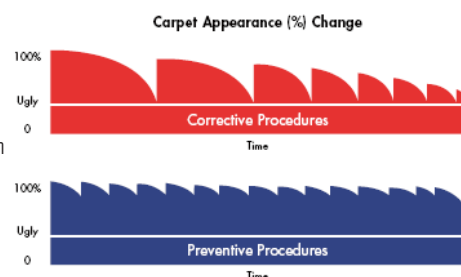 Carpet Appearance (%) Change
100%
Ugly
0
Corrective Procedures
Time
n
100%
Ugly
0
Preventive Procedures
Time